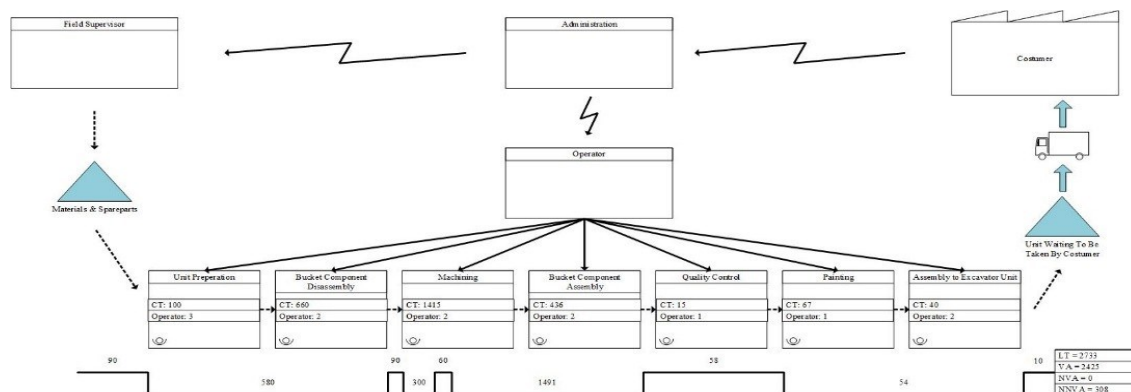 Field Supervisor
Administration
Costumer
Operator
Materials & Spareparts
Unit Waiting To Be
Taken By Costumer
Unit Preperation
CT: 100
Operator: 3
Bucket Component
Disassembly
CT: 660
Operator: 2
Machining
CT: 1415
Operator: 2
Bucket Component
Assembly
CT: 436
Operator: 2
Quality Control
CT: 15
Operator: 1
Painting
CT: 67
Operator: 1
Assembly to Excavator Unit
CT: 40
Operator: 2
90
580
90
300
60
1491
58
54
10
LT = 2733
VA = 2425
NVA = 0
NNVA = 308